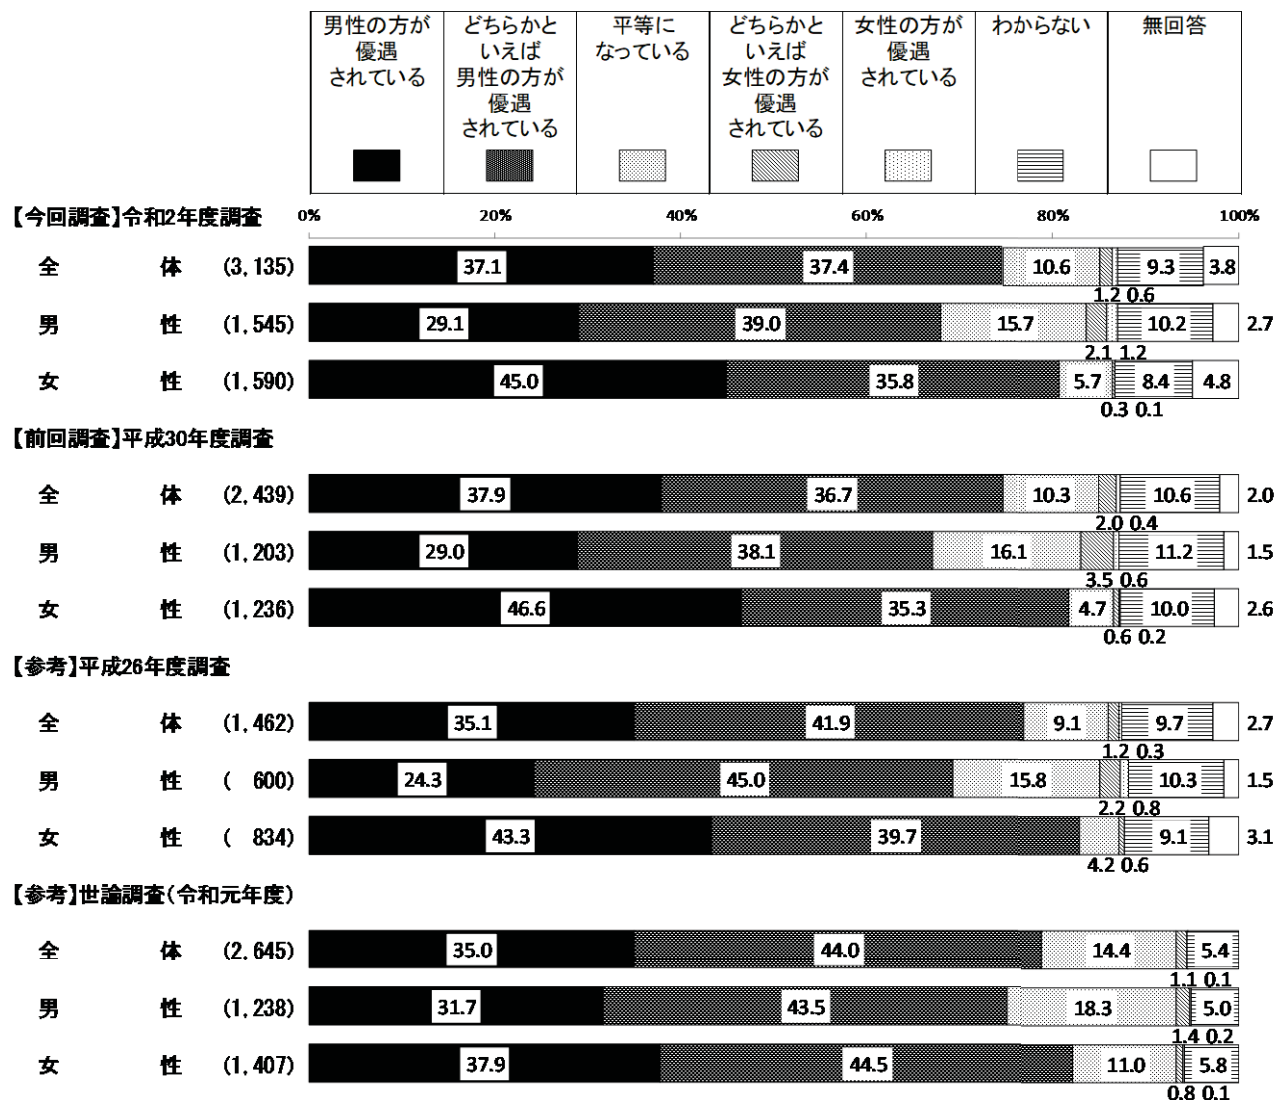 男性の方が
優遇
されている
どちらかと
いえば
男性の方が
優遇
されている
平等に
なっている
どちらかと
いえば
女性の方が
優遇
されている
女性の方が
優遇
されている
わからない
無回答
【今回調査】令和2年度調査
0% 20% 40% 60% 80% 100%
全 体 (3,135) 37.1 37.4 10.6 9.3 3.8
1.2 0.6
男 性 (1,545) 29.1 39.0 15.7 10.2 2.7
2.1 1.2
女 性 (1,590) 45.0 35.8 5.7 8.4 4.8
0.3 0.1
【前回調査】平成30年度調査
全 体 (2,439) 37.9 36.7 10.3 10.6 2.0
2.0 0.4
男 性 (1,203) 29.0 38.1 16.1 11.2 1.5
3.5 0.6
女 性 (1,236) 46.6 35.3 4.7 10.0 2.6
0.6 0.2
【参考】平成26年度調査
全 体 (1,462) 35.1 41.9 9.1 9.7 2.7
1.2 0.3
男 性 ( 600) 24.3 45.0 15.8 10.3 1.5
2.2 0.8
女 性 ( 834) 43.3 39.7 9.1 3.1
4.2 0.6
【参考】世論調査(令和元年度)
全 体 (2,645) 35.0 44.0 14.4 5.4
1.1 0.1
男 性 (1,238) 31.7 43.5 18.3 5.0
1.4 0.2
女 性 (1,407) 37.9 44.5 11.0 5.8
0.8 0.1